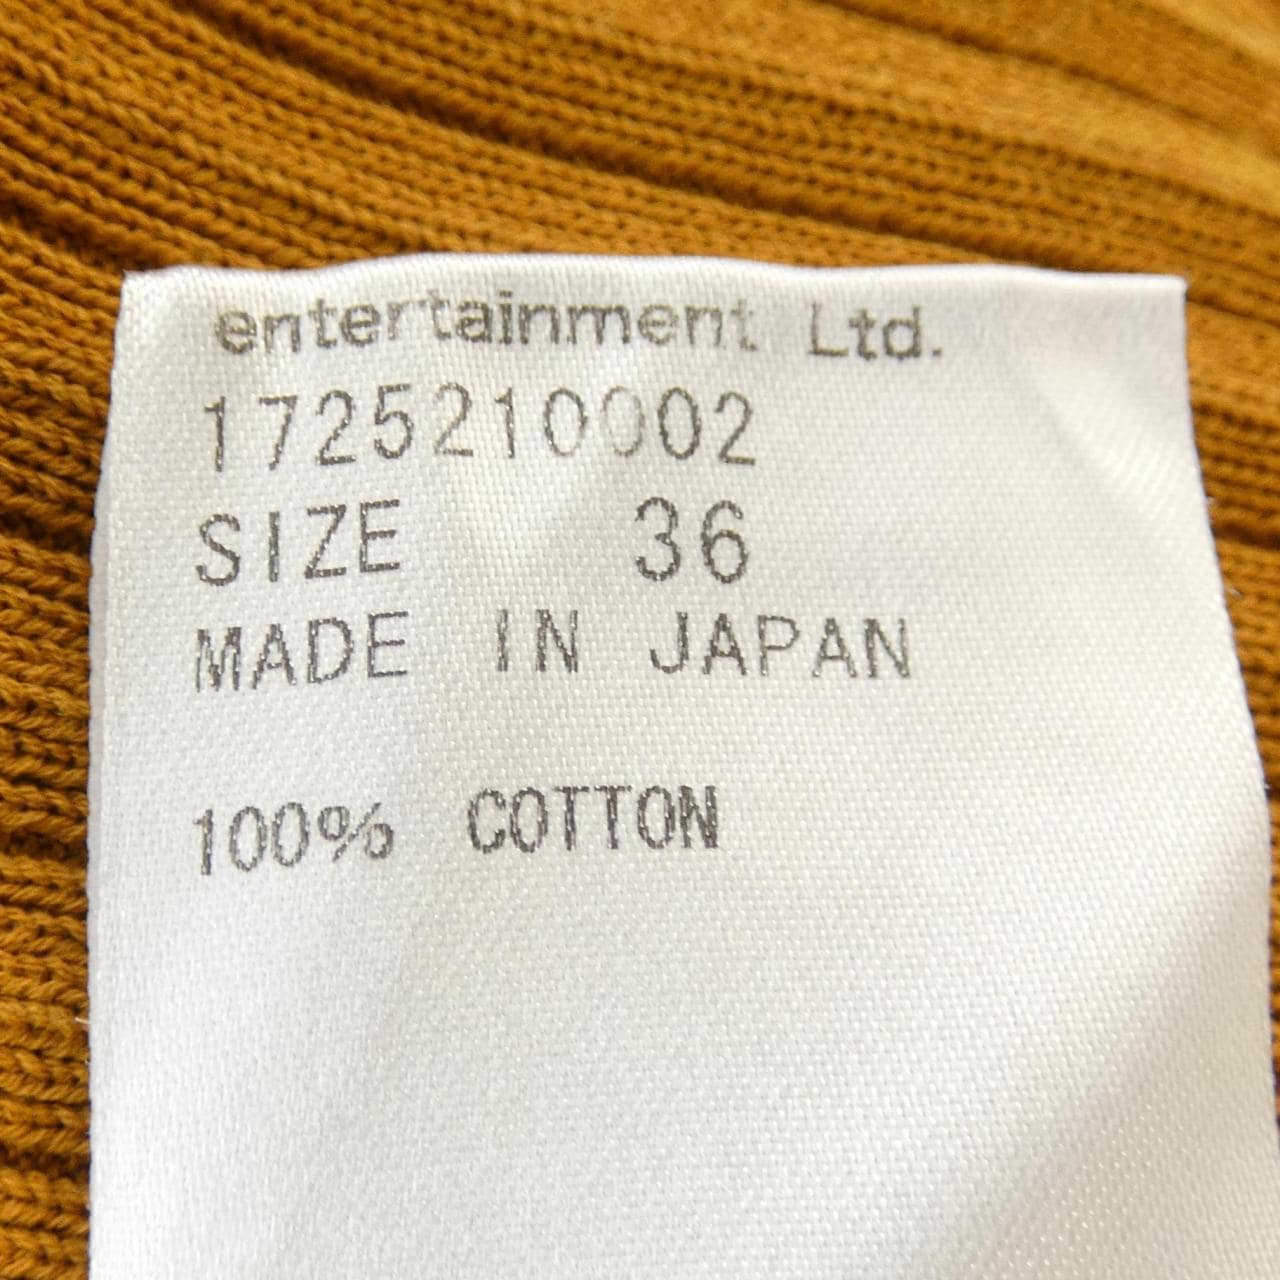 entertainment Ltd.
1725210002
SIZE 36
MADE IN JAPAN
100% COTTON